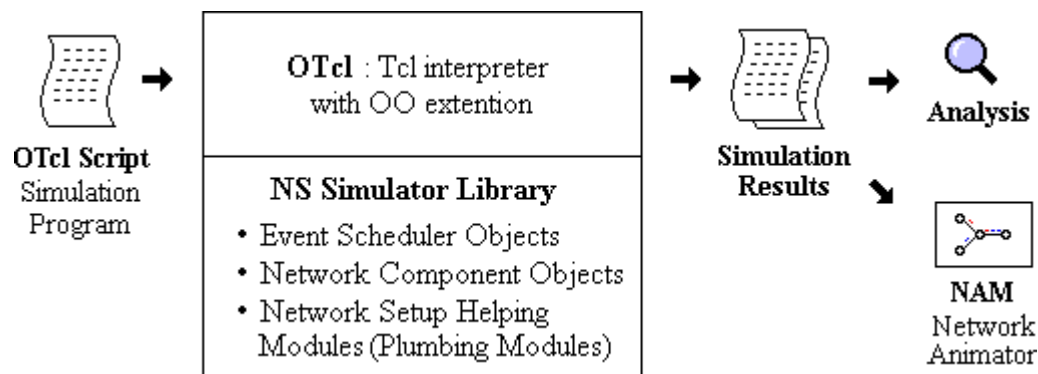 OTcl Script
Simulation
Program
OTcl : Tcl interpreter
with OO extention
NS Simulator Library
• Event Scheduler Objects
• Network Component Objects
• Network Setup Helping
Modules (Plumbing Modules)
Simulation
Results
Analysis
NAM
Network
Animator